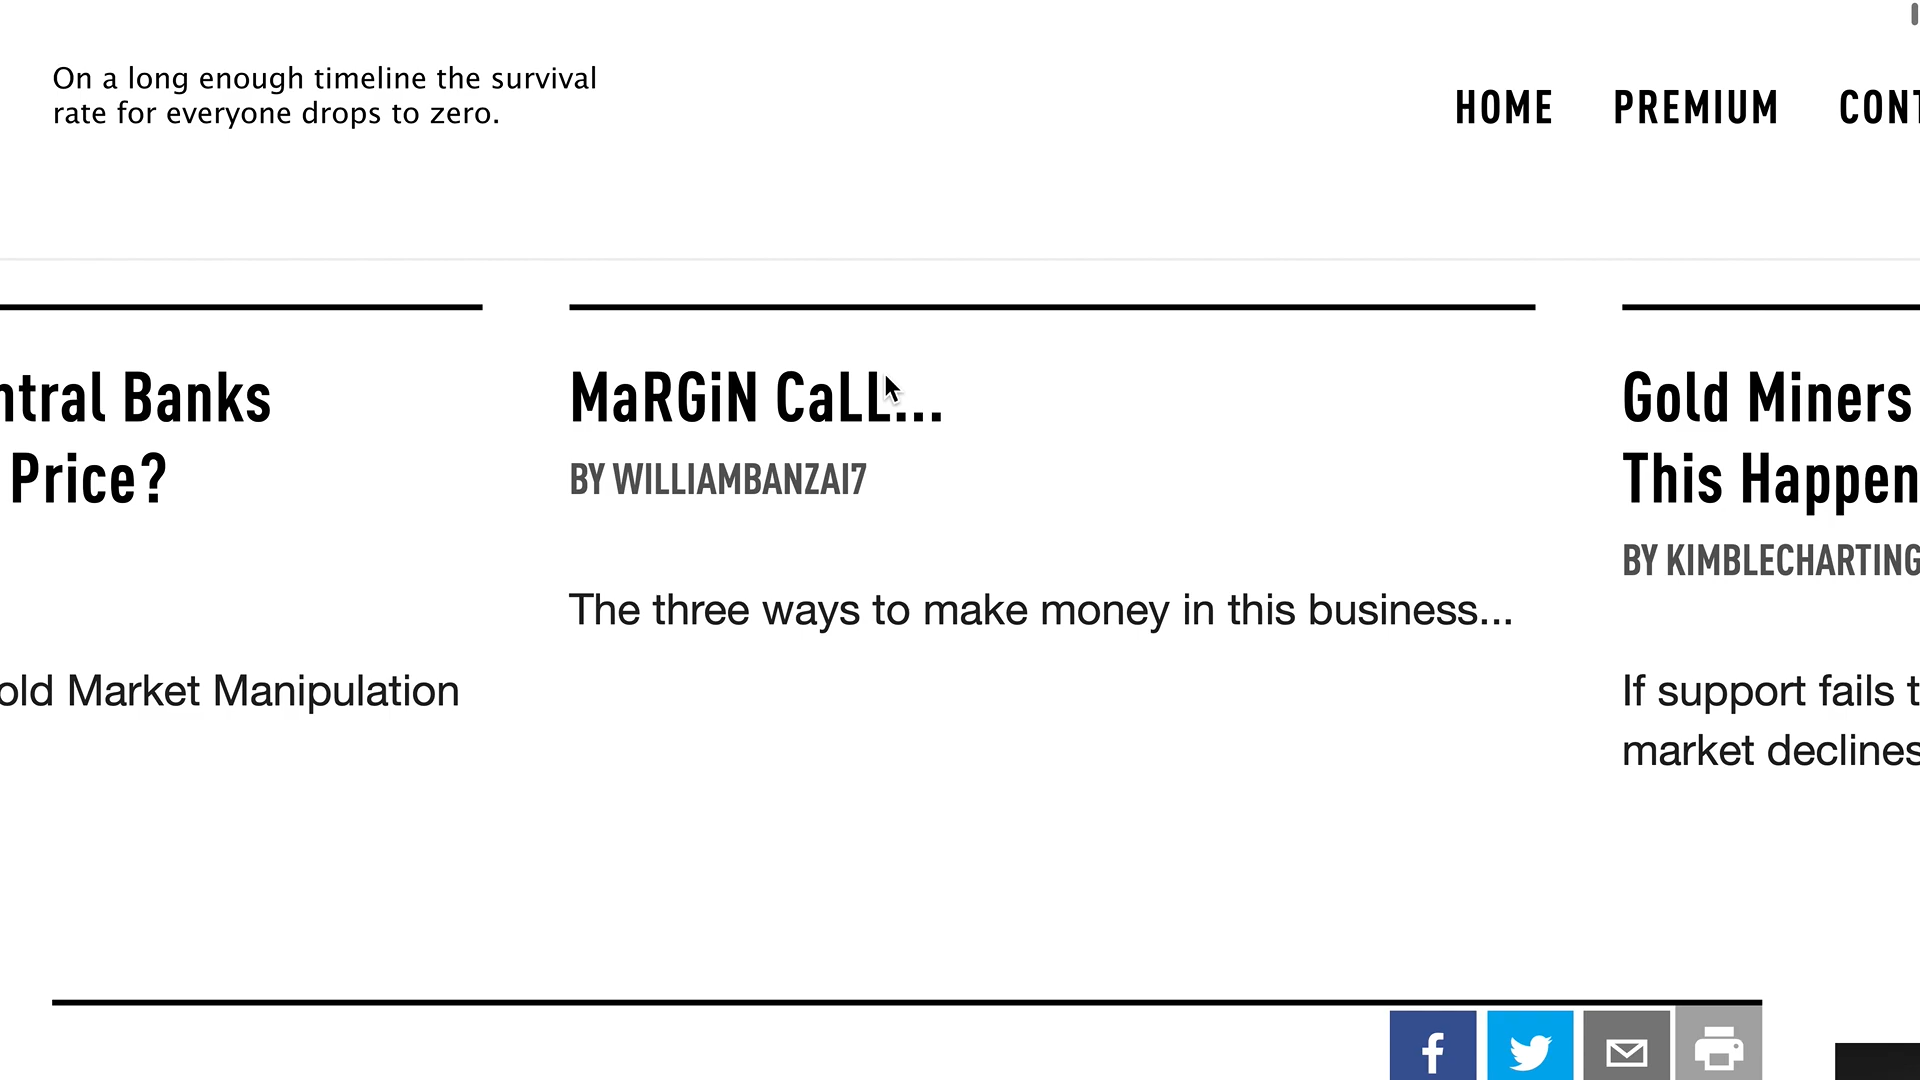 On a long enough timeline the survival
rate for everyone drops to zero.
HOME PREMIUM CONT
ntral Banks
Price?
old Market Manipulation
MaRGiN CaLL...
BY WILLIAMBANZAI7
The three ways to make money in this business...
Gold Miners
This Happen
BY KIMBLECHARTING
If support fails t
market declines